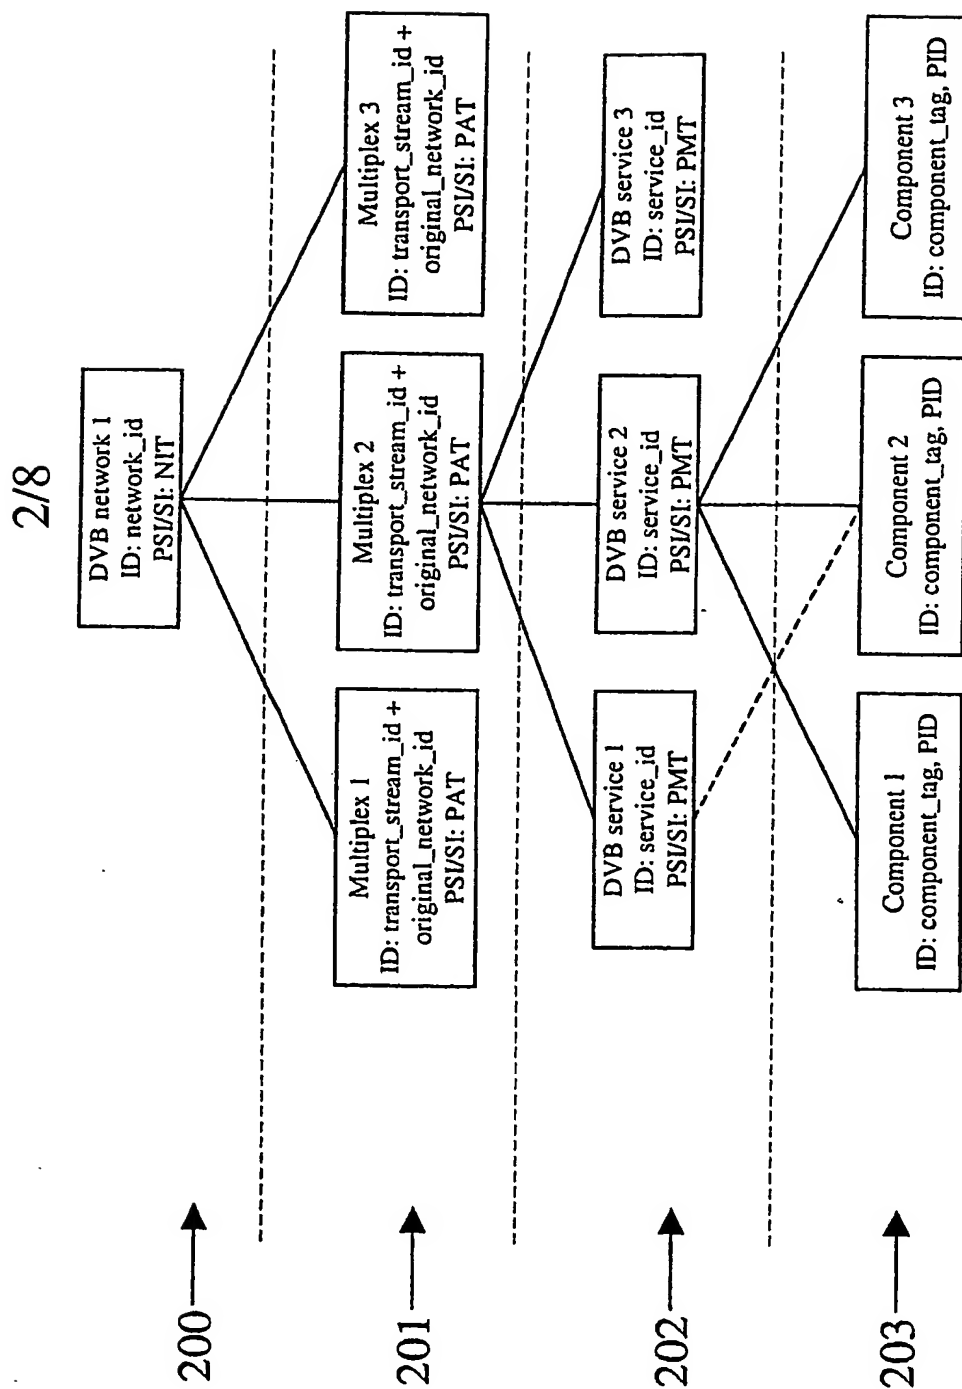 2/8
DVB network 1
ID: network_id
PSI/SI: NIT
200
Multiplex 1
ID: transport_stream_id +
original_network_id
PSI/SI: PAT
Multiplex 2
ID: transport_stream_id +
original_network_id
PSI/SI: PAT
Multiplex 3
ID: transport_stream_id +
original_network_id
PSI/SI: PAT
201
DVB service 1
ID: service_id
PSI/SI: PMT
DVB service 2
ID: service_id
PSI/SI: PMT
DVB service 3
ID: service_id
PSI/SI: PMT
202
Component 1
ID: component_tag, PID
Component 2
ID: component_tag, PID
Component 3
ID: component_tag, PID
203